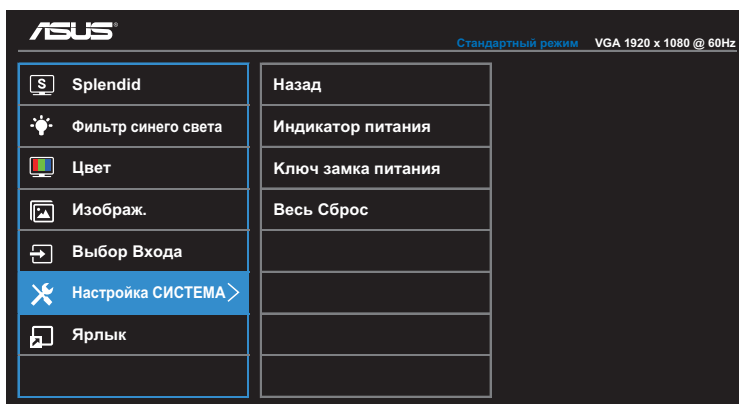 ASUS®
Стандартный режим VGA 1920 x 1080 @ 60Hz
S Splendid
Фильтр синего света
Цвет
Изображ.
Выбор Входа
Настройка СИСТЕМА
Ярлык
Назад
Индикатор питания
Ключ замка питания
Весь Сброс